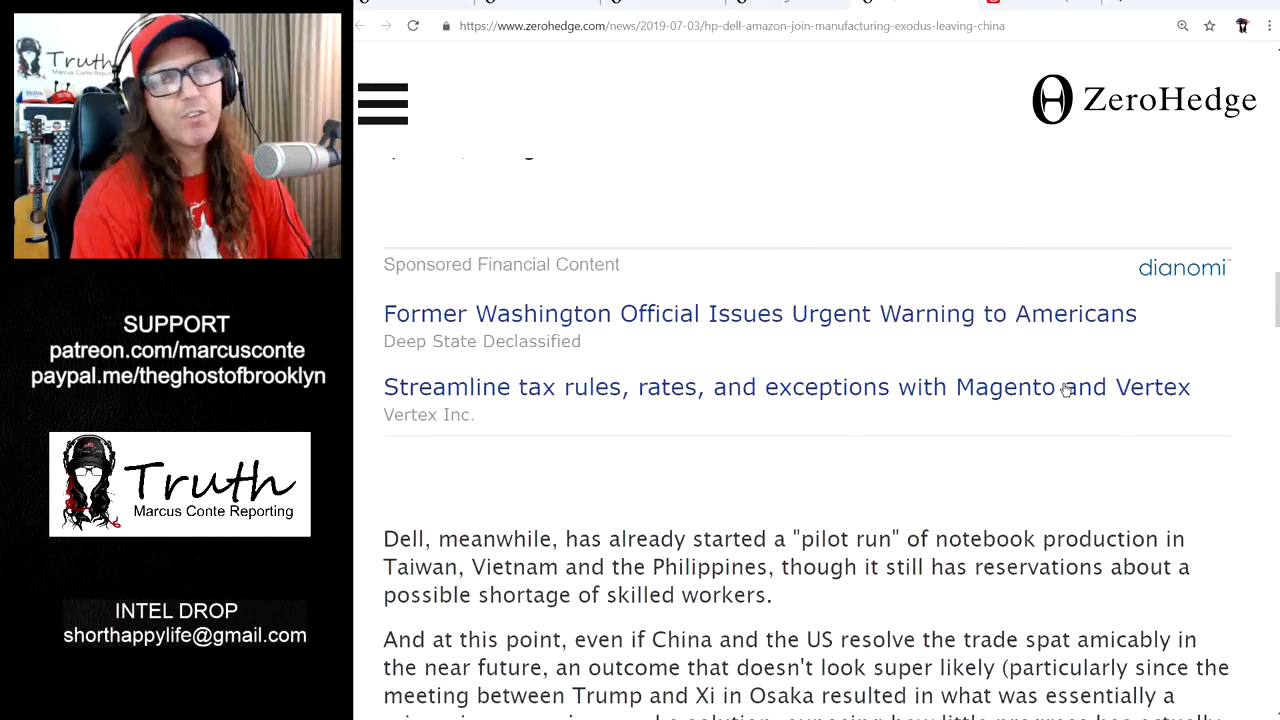 https://www.zerohedge.com/news/2019-07-03/hp-dell-amazon-join-manufacturing-exodus-leaving-china
Truth
Marcus Conte Reporting
ZeroHedge
Sponsored Financial Content
dianomi
Former Washington Official Issues Urgent Warning to Americans
Deep State Declassified
Streamline tax rules, rates, and exceptions with Magento and Vertex
Vertex Inc.
Dell, meanwhile, has already started a "pilot run" of notebook production in
Taiwan, Vietnam and the Philippines, though it still has reservations about a
possible shortage of skilled workers.
And at this point, even if China and the US resolve the trade spat amicably in
the near future, an outcome that doesn't look super likely (particularly since the
meeting between Trump and Xi in Osaka resulted in what was essentially a
SUPPORT
patreon.com/marcusconte
paypal.me/theghostofbrooklyn
Truth
Marcus Conte Reporting
INTEL DROP
shorthappylife@gmail.com